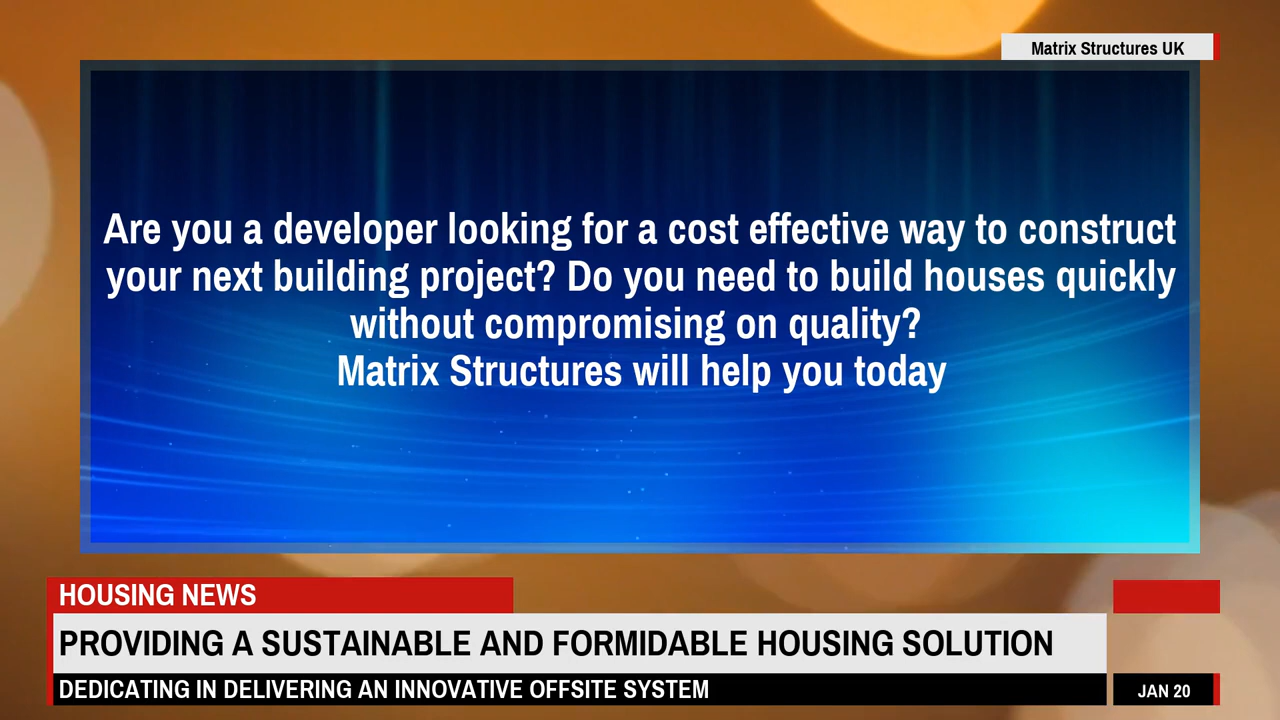 Matrix Structures UK
Are you a developer looking for a cost effective way to construct
your next building project? Do you need to build houses quickly
without compromising on quality?
Matrix Structures will help you today
HOUSING NEWS
PROVIDING A SUSTAINABLE AND FORMIDABLE HOUSING SOLUTION
DEDICATING IN DELIVERING AN INNOVATIVE OFFSITE SYSTEM
JAN 20